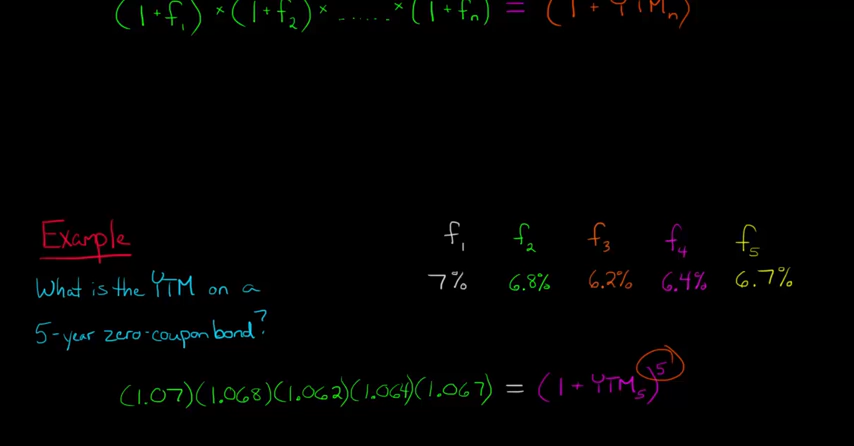 (1+f₁) × (1+f₂) × ...... × (1+fₙ) = (1 + YTMₙ)
Example
f₁ f₂ f₃ f₄ f₅
7% 6.8% 6.2% 6.4% 6.7%
What is the YTM on a
5-year zero-coupon bond?
(1.07)(1.068)(1.062)(1.064)(1.067) = (1 + YTM₅)⁵